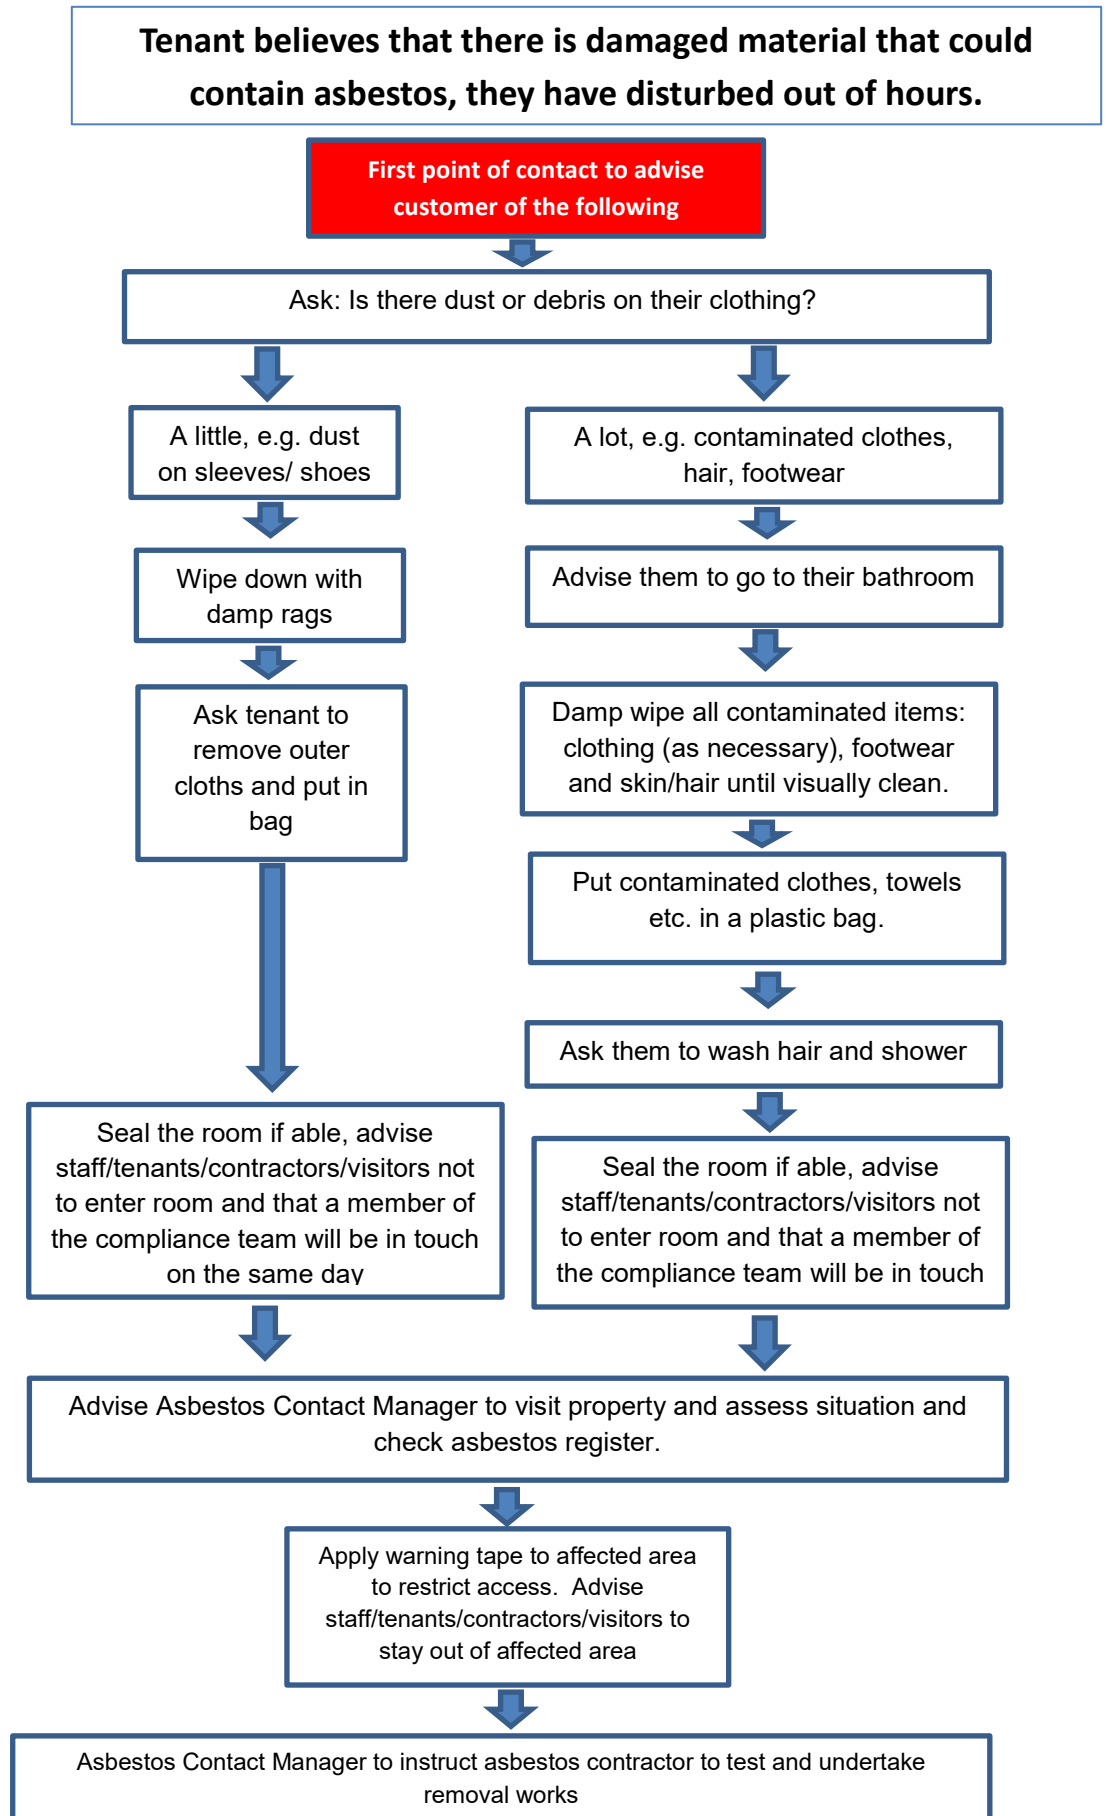 Tenant believes that there is damaged material that could
contain asbestos, they have disturbed out of hours.
First point of contact to advise
customer of the following
Ask: Is there dust or debris on their clothing?
A little, e.g. dust
on sleeves/ shoes
Wipe down with
damp rags
Ask tenant to
remove outer
cloths and put in
bag
A lot, e.g. contaminated clothes,
hair, footwear
Advise them to go to their bathroom
Damp wipe all contaminated items:
clothing (as necessary), footwear
and skin/hair until visually clean.
Put contaminated clothes, towels
etc. in a plastic bag.
Ask them to wash hair and shower
Seal the room if able, advise
staff/tenants/contractors/visitors not
to enter room and that a member of
the compliance team will be in touch
on the same day
Seal the room if able, advise
staff/tenants/contractors/visitors not
to enter room and that a member of
the compliance team will be in touch
Advise Asbestos Contact Manager to visit property and assess situation and
check asbestos register.
Apply warning tape to affected area
to restrict access.  Advise
staff/tenants/contractors/visitors to
stay out of affected area
Asbestos Contact Manager to instruct asbestos contractor to test and undertake
removal works